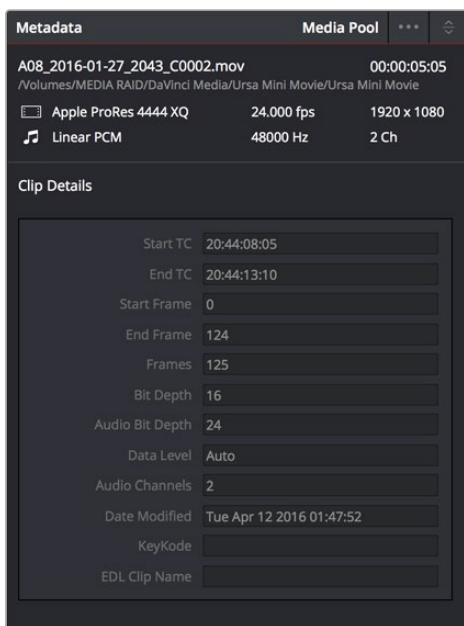 Metadata Media Pool •••
A08_2016-01-27_2043_C0002.mov 00:00:05:05
/Volumes/MEDIA RAID/DaVinci Media/Ursa Mini Movie/Ursa Mini Movie
Apple ProRes 4444 XQ 24.000 fps 1920 x 1080
Linear PCM 48000 Hz 2 Ch
Clip Details
Start TC 20:44:08:05
End TC 20:44:13:10
Start Frame 0
End Frame 124
Frames 125
Bit Depth 16
Audio Bit Depth 24
Data Level Auto
Audio Channels 2
Date Modified Tue Apr 12 2016 01:47:52
KeyKode
EDL Clip Name